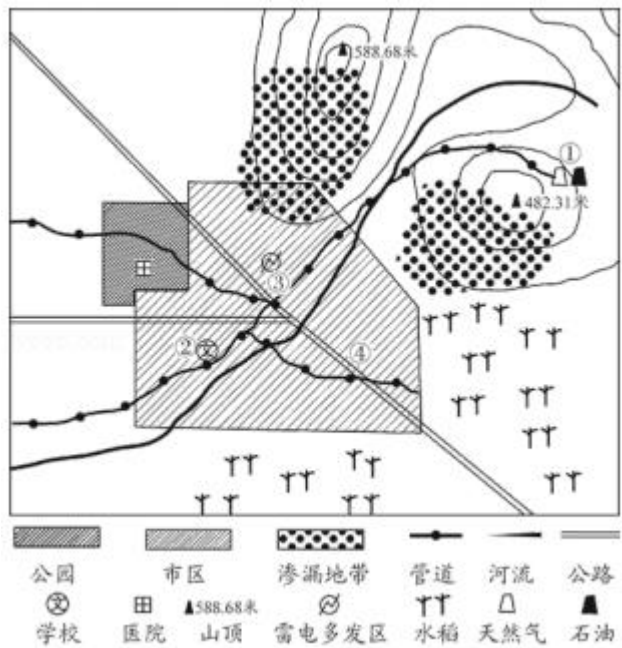 588.68米
①
482.31米
③
②
文
④
公园 市区 渗漏地带 管道 河流 公路
文 ▲588.68米
学校 医院 山顶 雷电多发区 水稻 天然气 石油